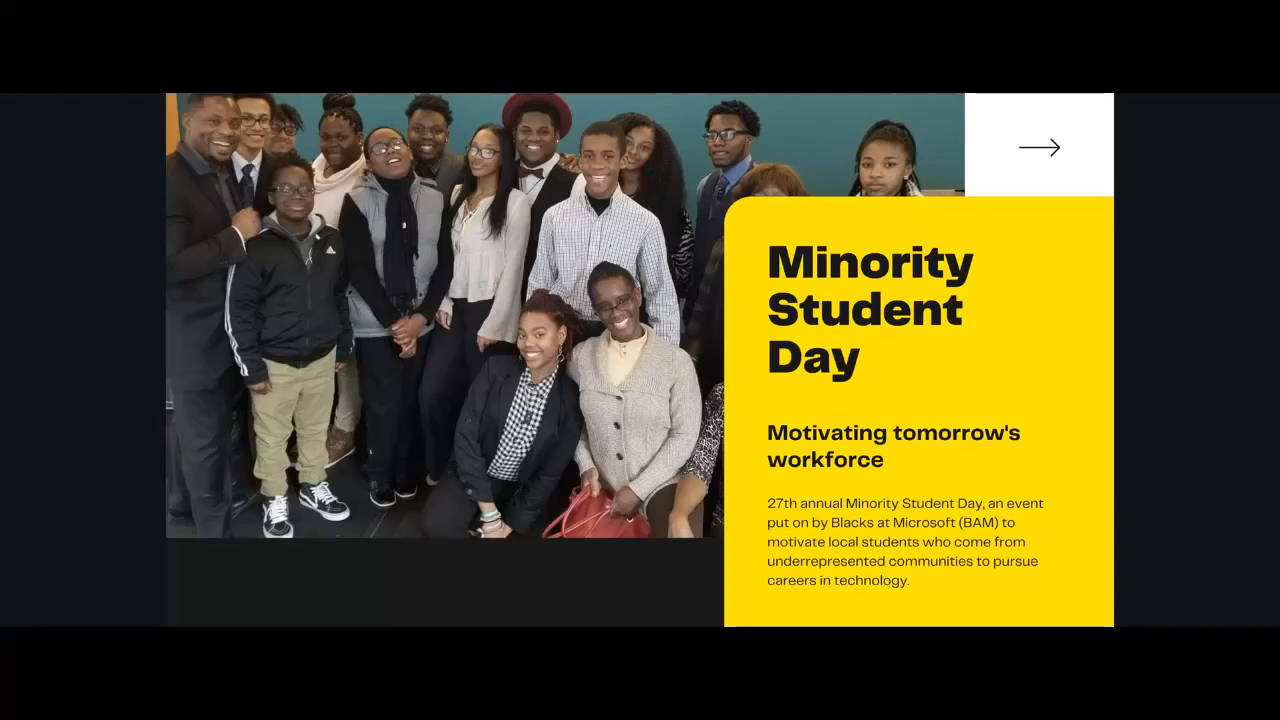 Minority
Student
Day
Motivating tomorrow's
workforce
27th annual Minority Student Day, an event
put on by Blacks at Microsoft (BAM) to
motivate local students who come from
underrepresented communities to pursue
careers in technology.